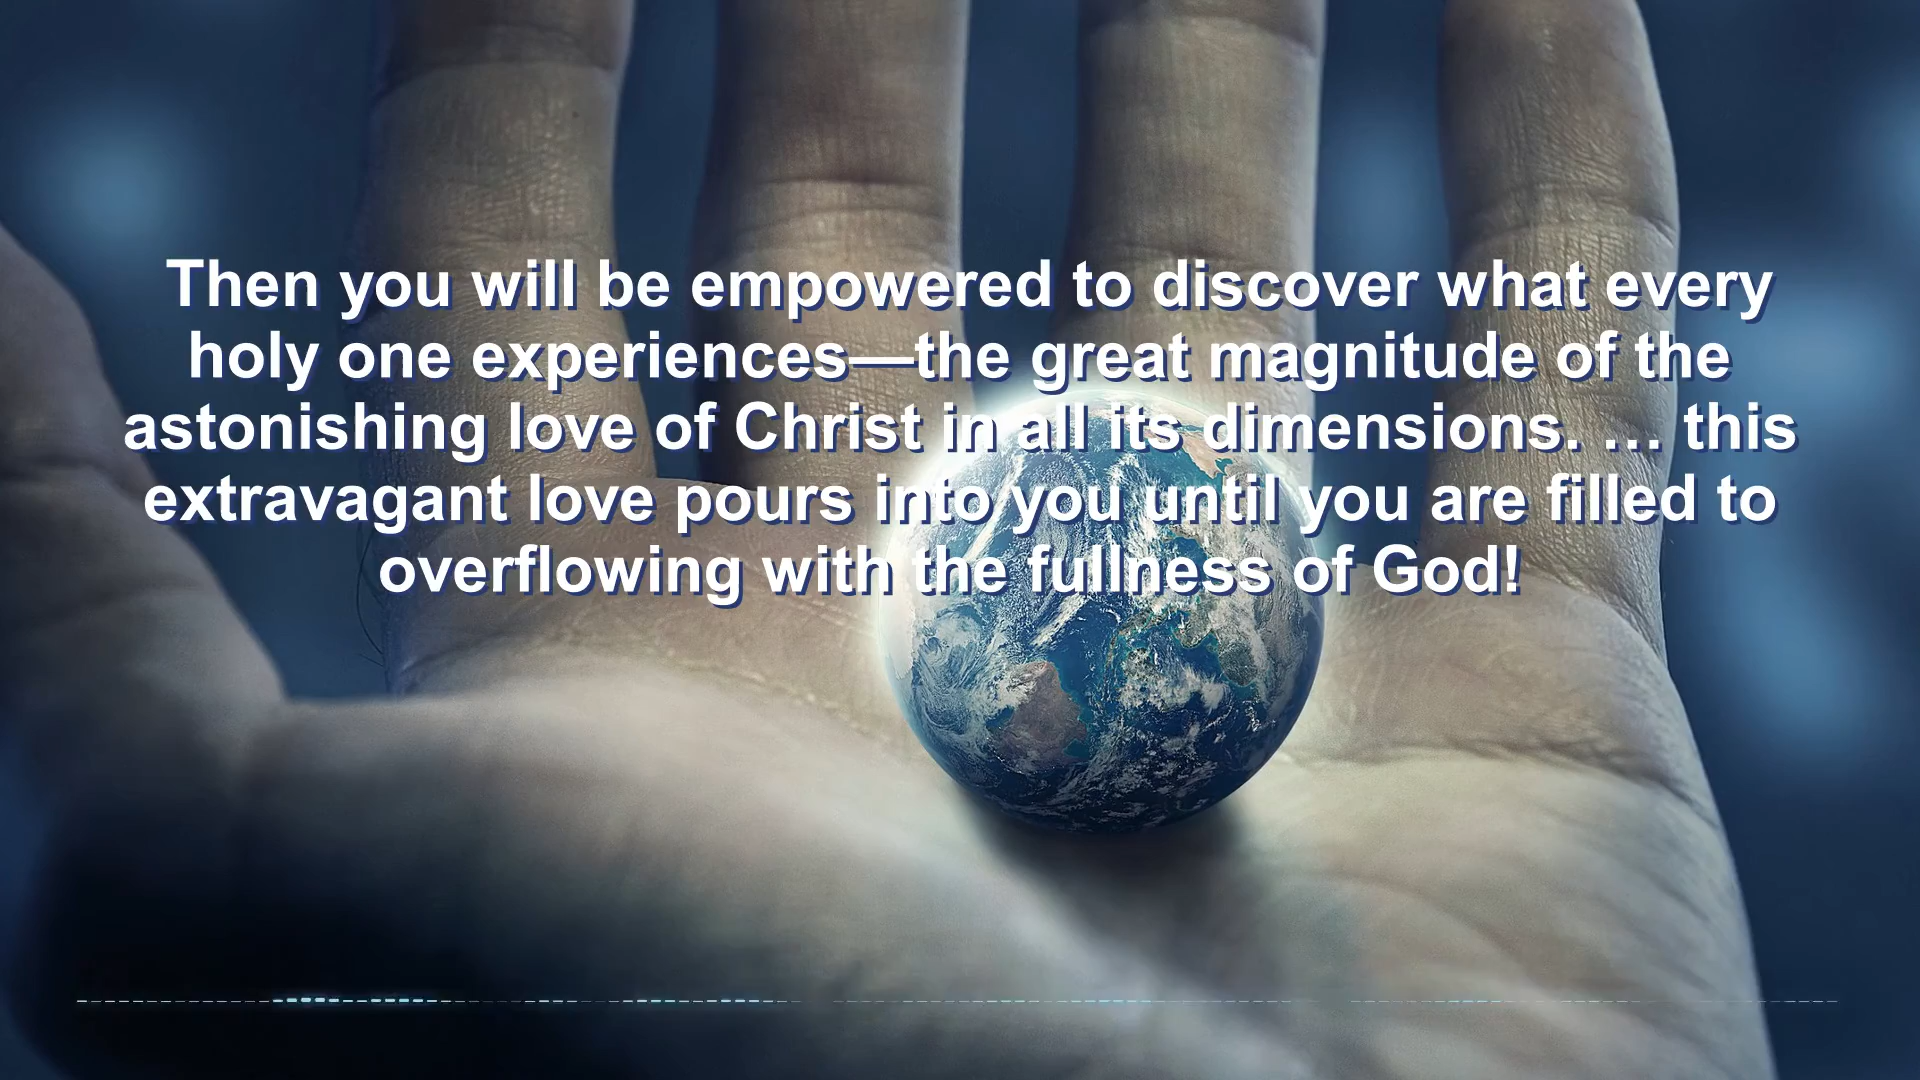 Then you will be empowered to discover what every
holy one experiences—the great magnitude of the
astonishing love of Christ in all its dimensions. … this
extravagant love pours into you until you are filled to
overflowing with the fullness of God!